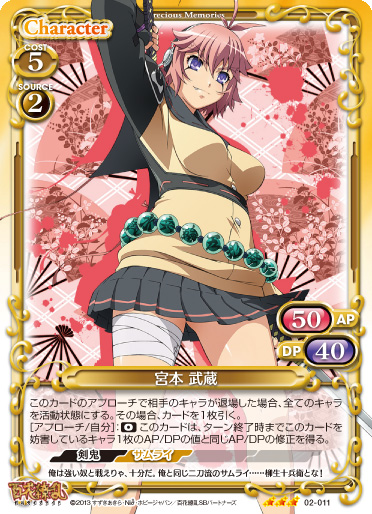 Precious Memories
Character
COST
5
SOURCE
2
50 AP
DP 40
宮本 武蔵
このカードのアプローチで相手のキャラが退場した場合、全てのキャラ
を活動状態にする。その場合、カードを1枚引く。
[アプローチ/自分]: このカードは、ターン終了時までこのカードを
妨害しているキャラ1枚のAP/DPの値と同じAP/DPの修正を得る。
剣鬼 サムライ
俺は強い奴と戦えりゃ、十分だ。俺と同じ二刀流のサムライ……柳生十兵衛とな!
百花繚乱
©2013 すずきあきら・Niθ・ホビージャパン/百花繚乱SBパートナーズ
02-011